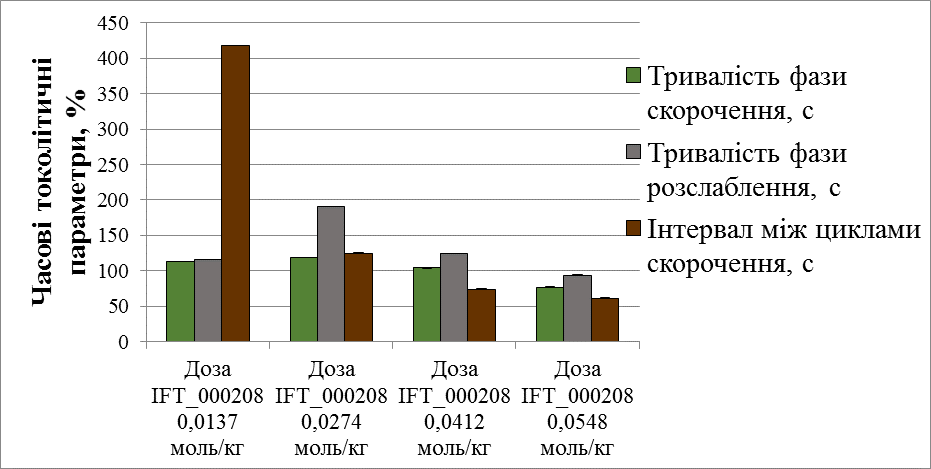 Часові токолітичні
параметри, %
450
400
350
300
250
200
150
100
50
0
Доза
IFT_000208
0,0137
моль/кг
Доза
IFT_000208
0,0274
моль/кг
Доза
IFT_000208
0,0412
моль/кг
Доза
IFT_000208
0,0548
моль/кг
Тривалість фази
скорочення, с
Тривалість фази
розслаблення, с
Інтервал між циклами
скорочення, с